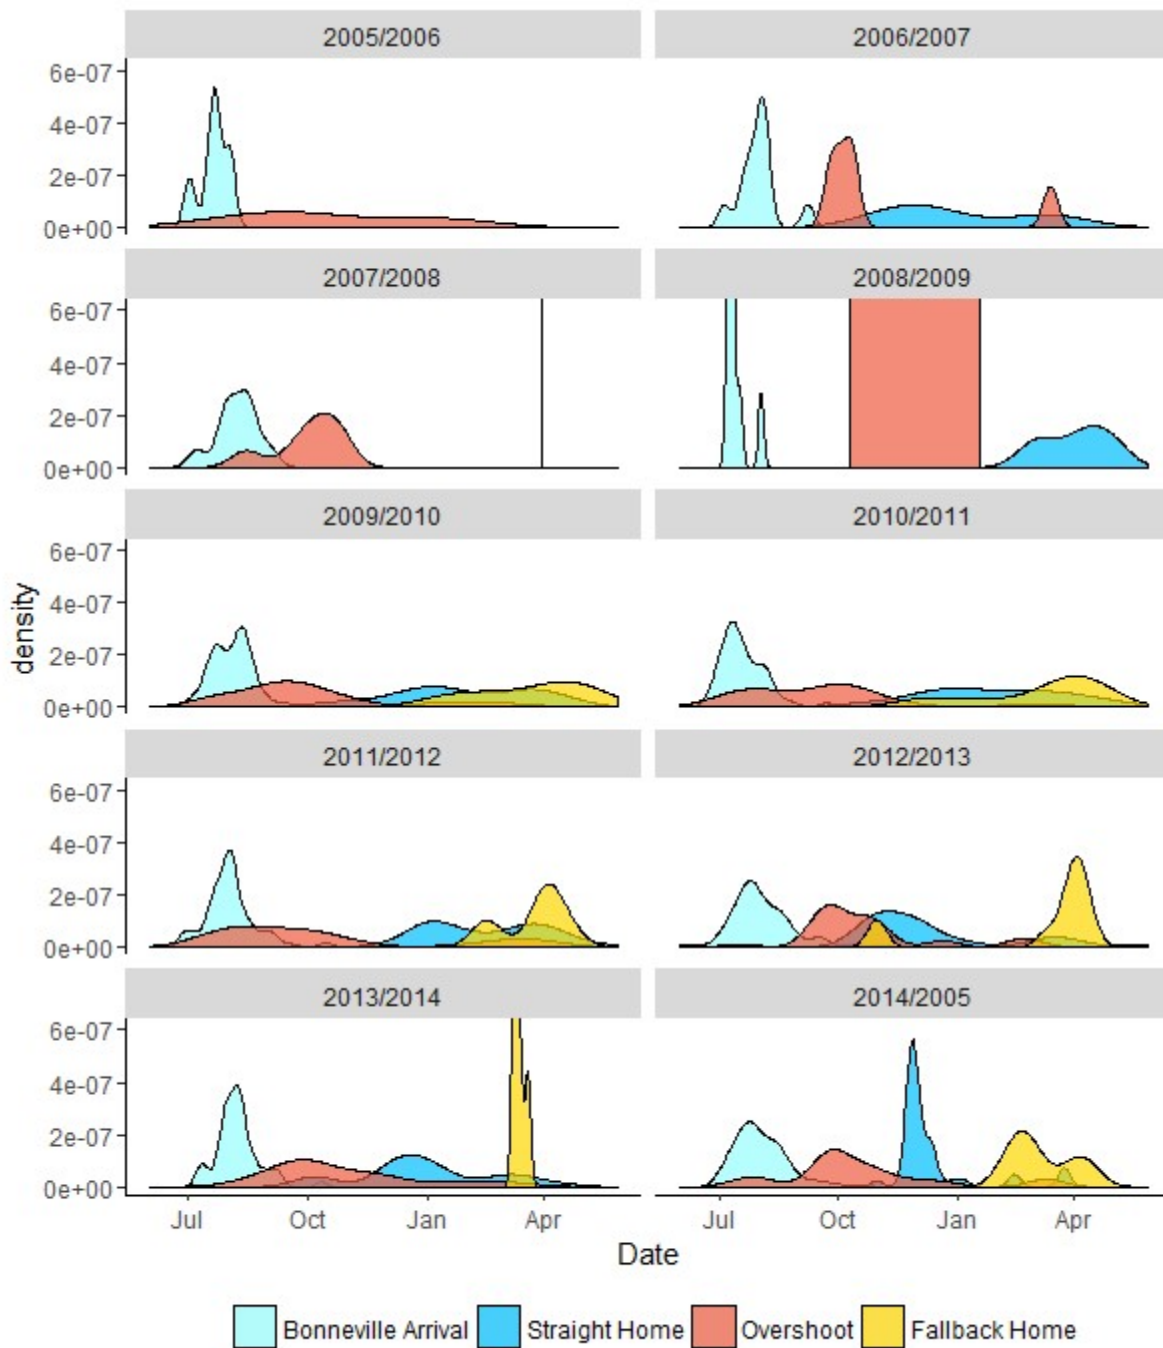 2005/2006 2006/2007
6e-07
4e-07
2e-07
0e+00
2007/2008 2008/2009
6e-07
4e-07
2e-07
0e+00
2009/2010 2010/2011
6e-07
4e-07
2e-07
0e+00
2011/2012 2012/2013
6e-07
4e-07
2e-07
0e+00
2013/2014 2014/2005
6e-07
4e-07
2e-07
0e+00
density
Jul Oct Jan Apr Jul Oct Jan Apr
Date
Bonneville Arrival Straight Home Overshoot Fallback Home